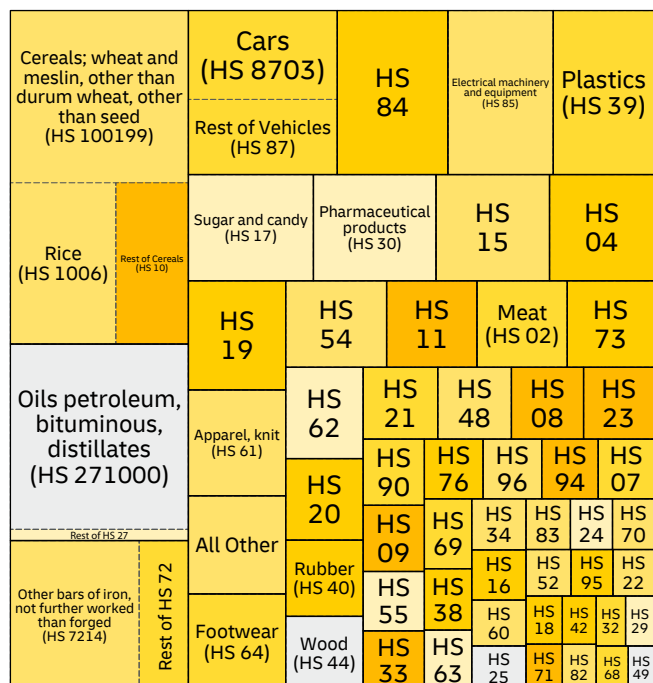 Cereals; wheat and
meslin, other than
durum wheat, other
than seed
(HS 100199)
Rice
(HS 1006)
Rest of Cereals
(HS 10)
Oils petroleum,
bituminous,
distillates
(HS 271000)
Rest of HS 27
Other bars of iron,
not further worked
than forged
(HS 7214)
Rest of HS 72
Cars
(HS 8703)
Rest of Vehicles
(HS 87)
HS
84
Electrical machinery
and equipment
(HS 85)
Plastics
(HS 39)
Sugar and candy
(HS 17)
Pharmaceutical
products
(HS 30)
HS
15
HS
04
HS
19
Apparel, knit
(HS 61)
All Other
Footwear
(HS 64)
HS
54
HS
11
Meat
(HS 02)
HS
73
HS
62
HS
20
Rubber
(HS 40)
Wood
(HS 44)
HS
21
HS
48
HS
08
HS
23
HS
90
HS
76
HS
96
HS
94
HS
07
HS
09
HS
55
HS
33
HS
69
HS
38
HS
63
HS
34
HS
83
HS
24
HS
70
HS
16
HS
52
HS
95
HS
22
HS
60
HS
25
HS
18
HS
42
HS
32
HS
29
HS
71
HS
82
HS
68
HS
49